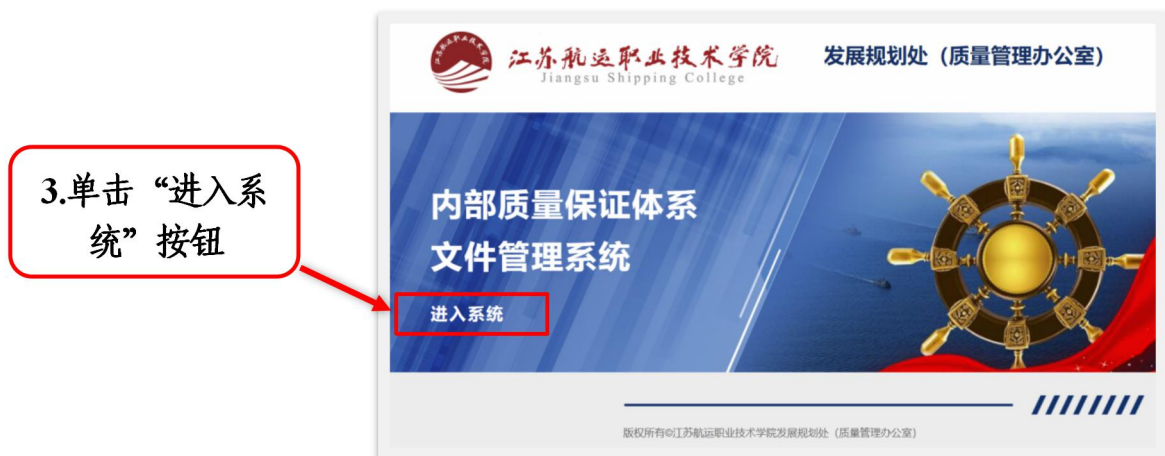 江苏航运职业技术学院
Jiangsu Shipping College
发展规划处（质量管理办公室）
3.单击“进入系
统”按钮
内部质量保证体系
文件管理系统
进入系统
版权所有©江苏航运职业技术学院发展规划处（质量管理办公室）